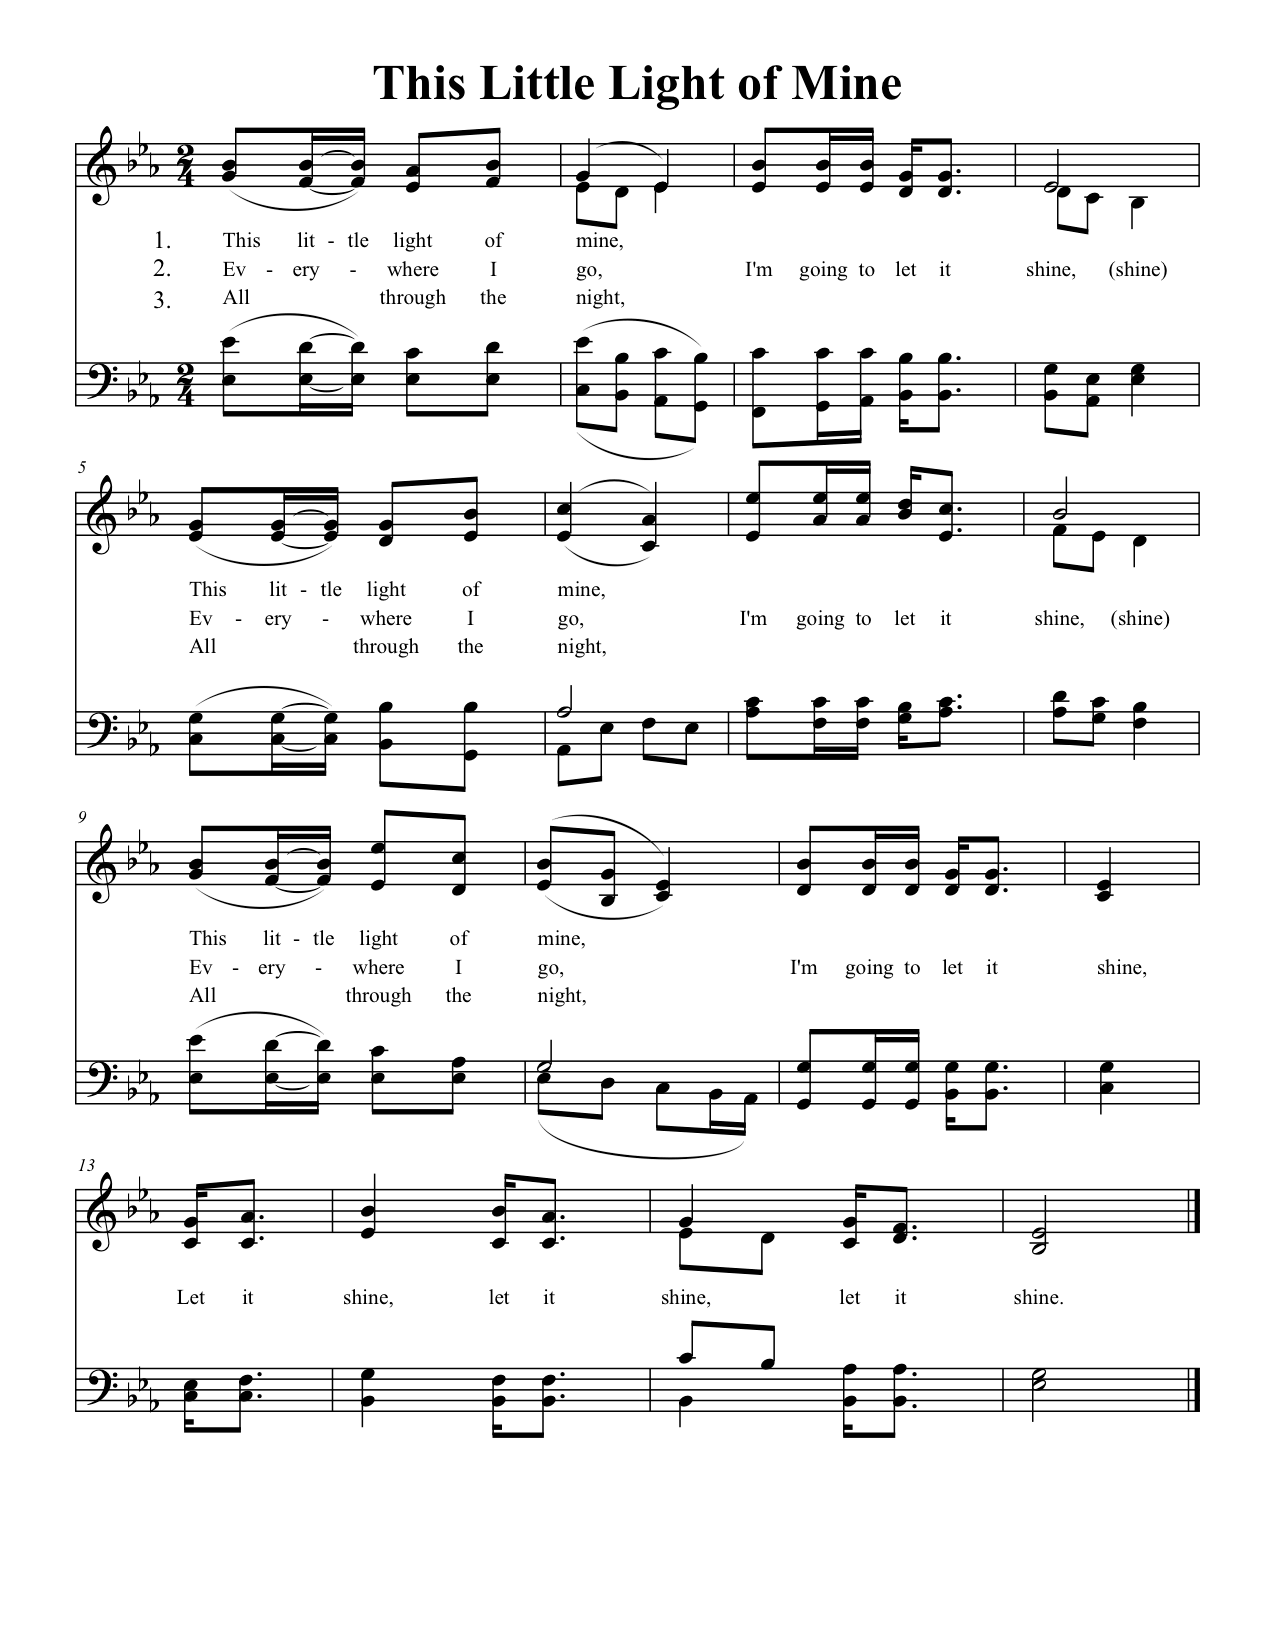 This Little Light of Mine
2
4
1. This lit - tle light of mine,
2. Ev - ery - where I go, I'm going to let it shine, (shine)
3. All through the night,
2
4
5
This lit - tle light of mine,
Ev - ery - where I go, I'm going to let it shine, (shine)
All through the night,
9
This lit - tle light of mine,
Ev - ery - where I go, I'm going to let it shine,
All through the night,
13
Let it shine, let it shine, let it shine.